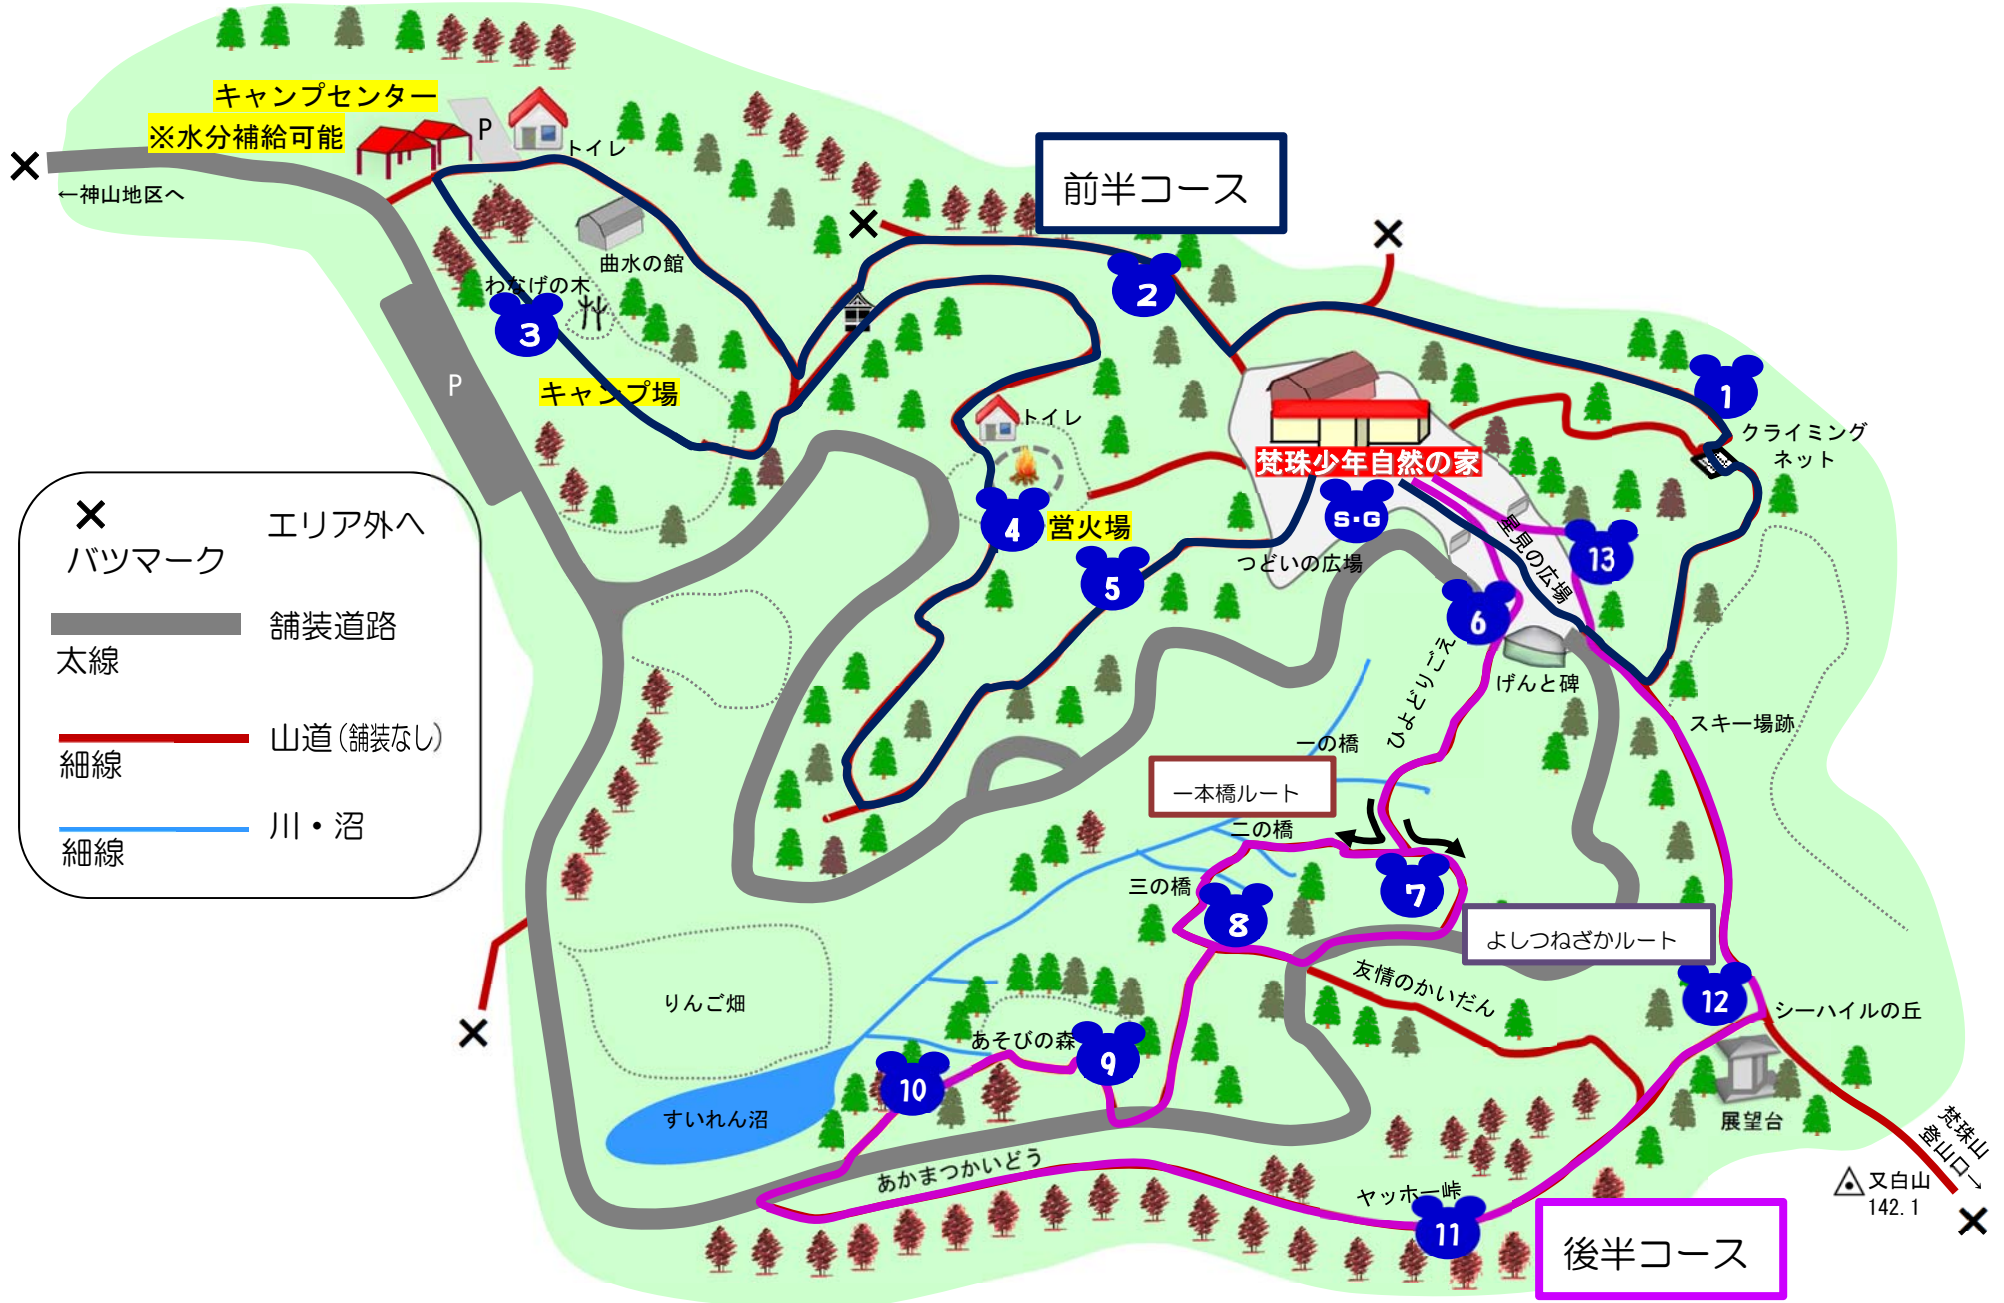 キャンプセンター
※水分補給可能
P
トイレ
←神山地区へ
前半コース
曲水の館
わなげの木
2
3
キャンプ場
P
トイレ
1
クライミング
ネット
梵珠少年自然の家
S・G
4
営火場
つどいの広場
星見の広場
13
5
6
ひよどりごえ
げんと碑
スキー場跡
エリア外へ
バツマーク
舗装道路
太線
山道(舗装なし)
細線
川・沼
細線
一の橋
一本橋ルート
二の橋
三の橋
7
8
よしつねざかルート
友情のかいだん
12
シーハイルの丘
りんご畑
あそびの森
9
10
すいれん沼
展望台
あかまつかいどう
ヤッホー峠
11
梵珠山
登山口→
又白山
142.1
後半コース